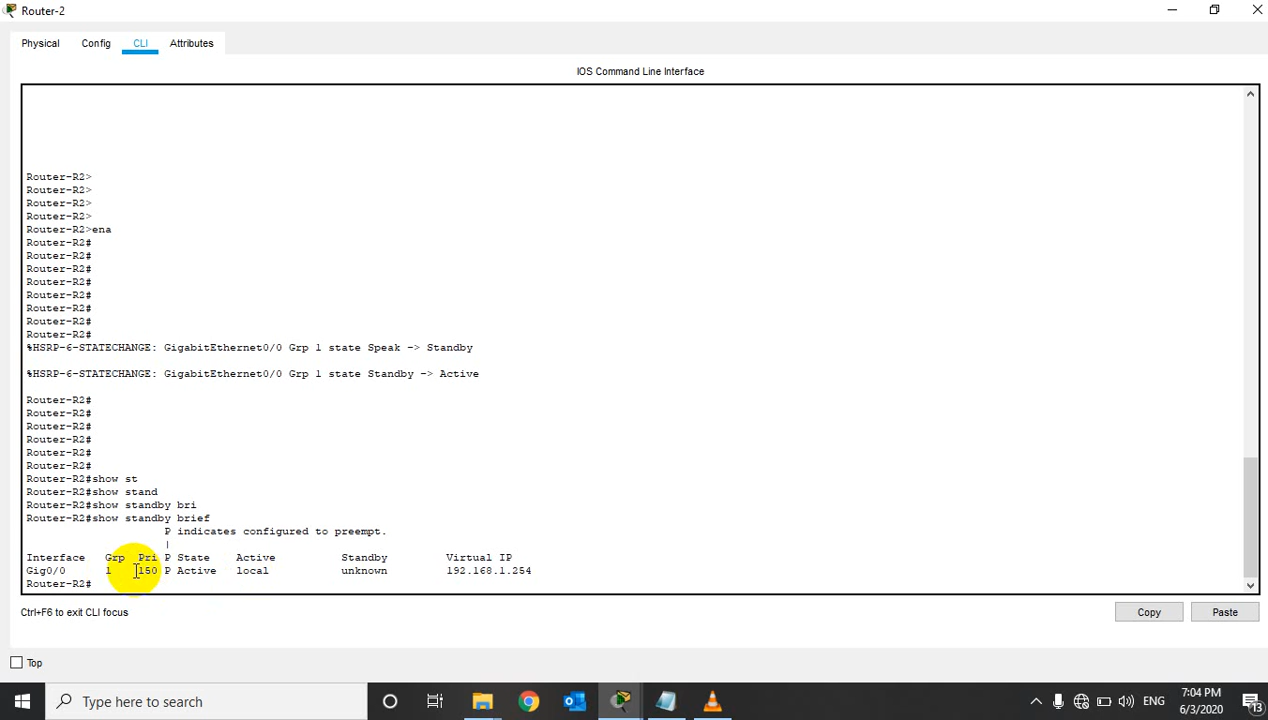 Router-2
Physical Config CLI Attributes
IOS Command Line Interface
Router-R2>
Router-R2>
Router-R2>
Router-R2>
Router-R2>ena
Router-R2#
Router-R2#
Router-R2#
Router-R2#
Router-R2#
Router-R2#
Router-R2#
Router-R2#
%HSRP-6-STATECHANGE: GigabitEthernet0/0 Grp 1 state Speak -> Standby
%HSRP-6-STATECHANGE: GigabitEthernet0/0 Grp 1 state Standby -> Active
Router-R2#
Router-R2#
Router-R2#
Router-R2#
Router-R2#
Router-R2#
Router-R2#show st
Router-R2#show stand
Router-R2#show standby bri
Router-R2#show standby brief
P indicates configured to preempt.
|
Interface Grp Pri P State Active Standby Virtual IP
Gig0/0 1 150 P Active local unknown 192.168.1.254
Router-R2#
Ctrl+F6 to exit CLI focus
Copy Paste
Top
Type here to search
ENG
7:04 PM
6/3/2020
13